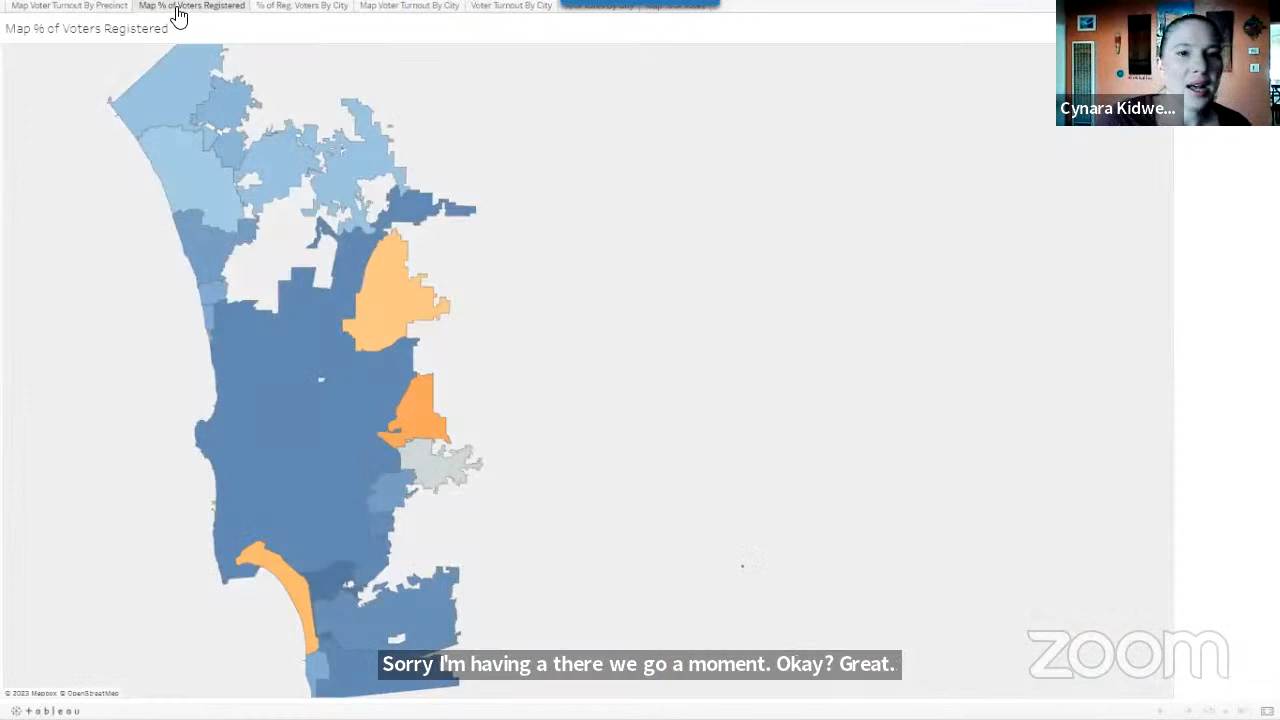 Map Voter Turnout By Precinct
Map % of Voters Registered
% of Reg. Voters By City
Map Voter Turnout By City
Voter Turnout By City
Map % of Voters Registered
Cynara Kidwe...
Sorry I'm having a there we go a moment. Okay? Great.
zoom
© 2023 Mapbox © OpenStreetMap
+ableau